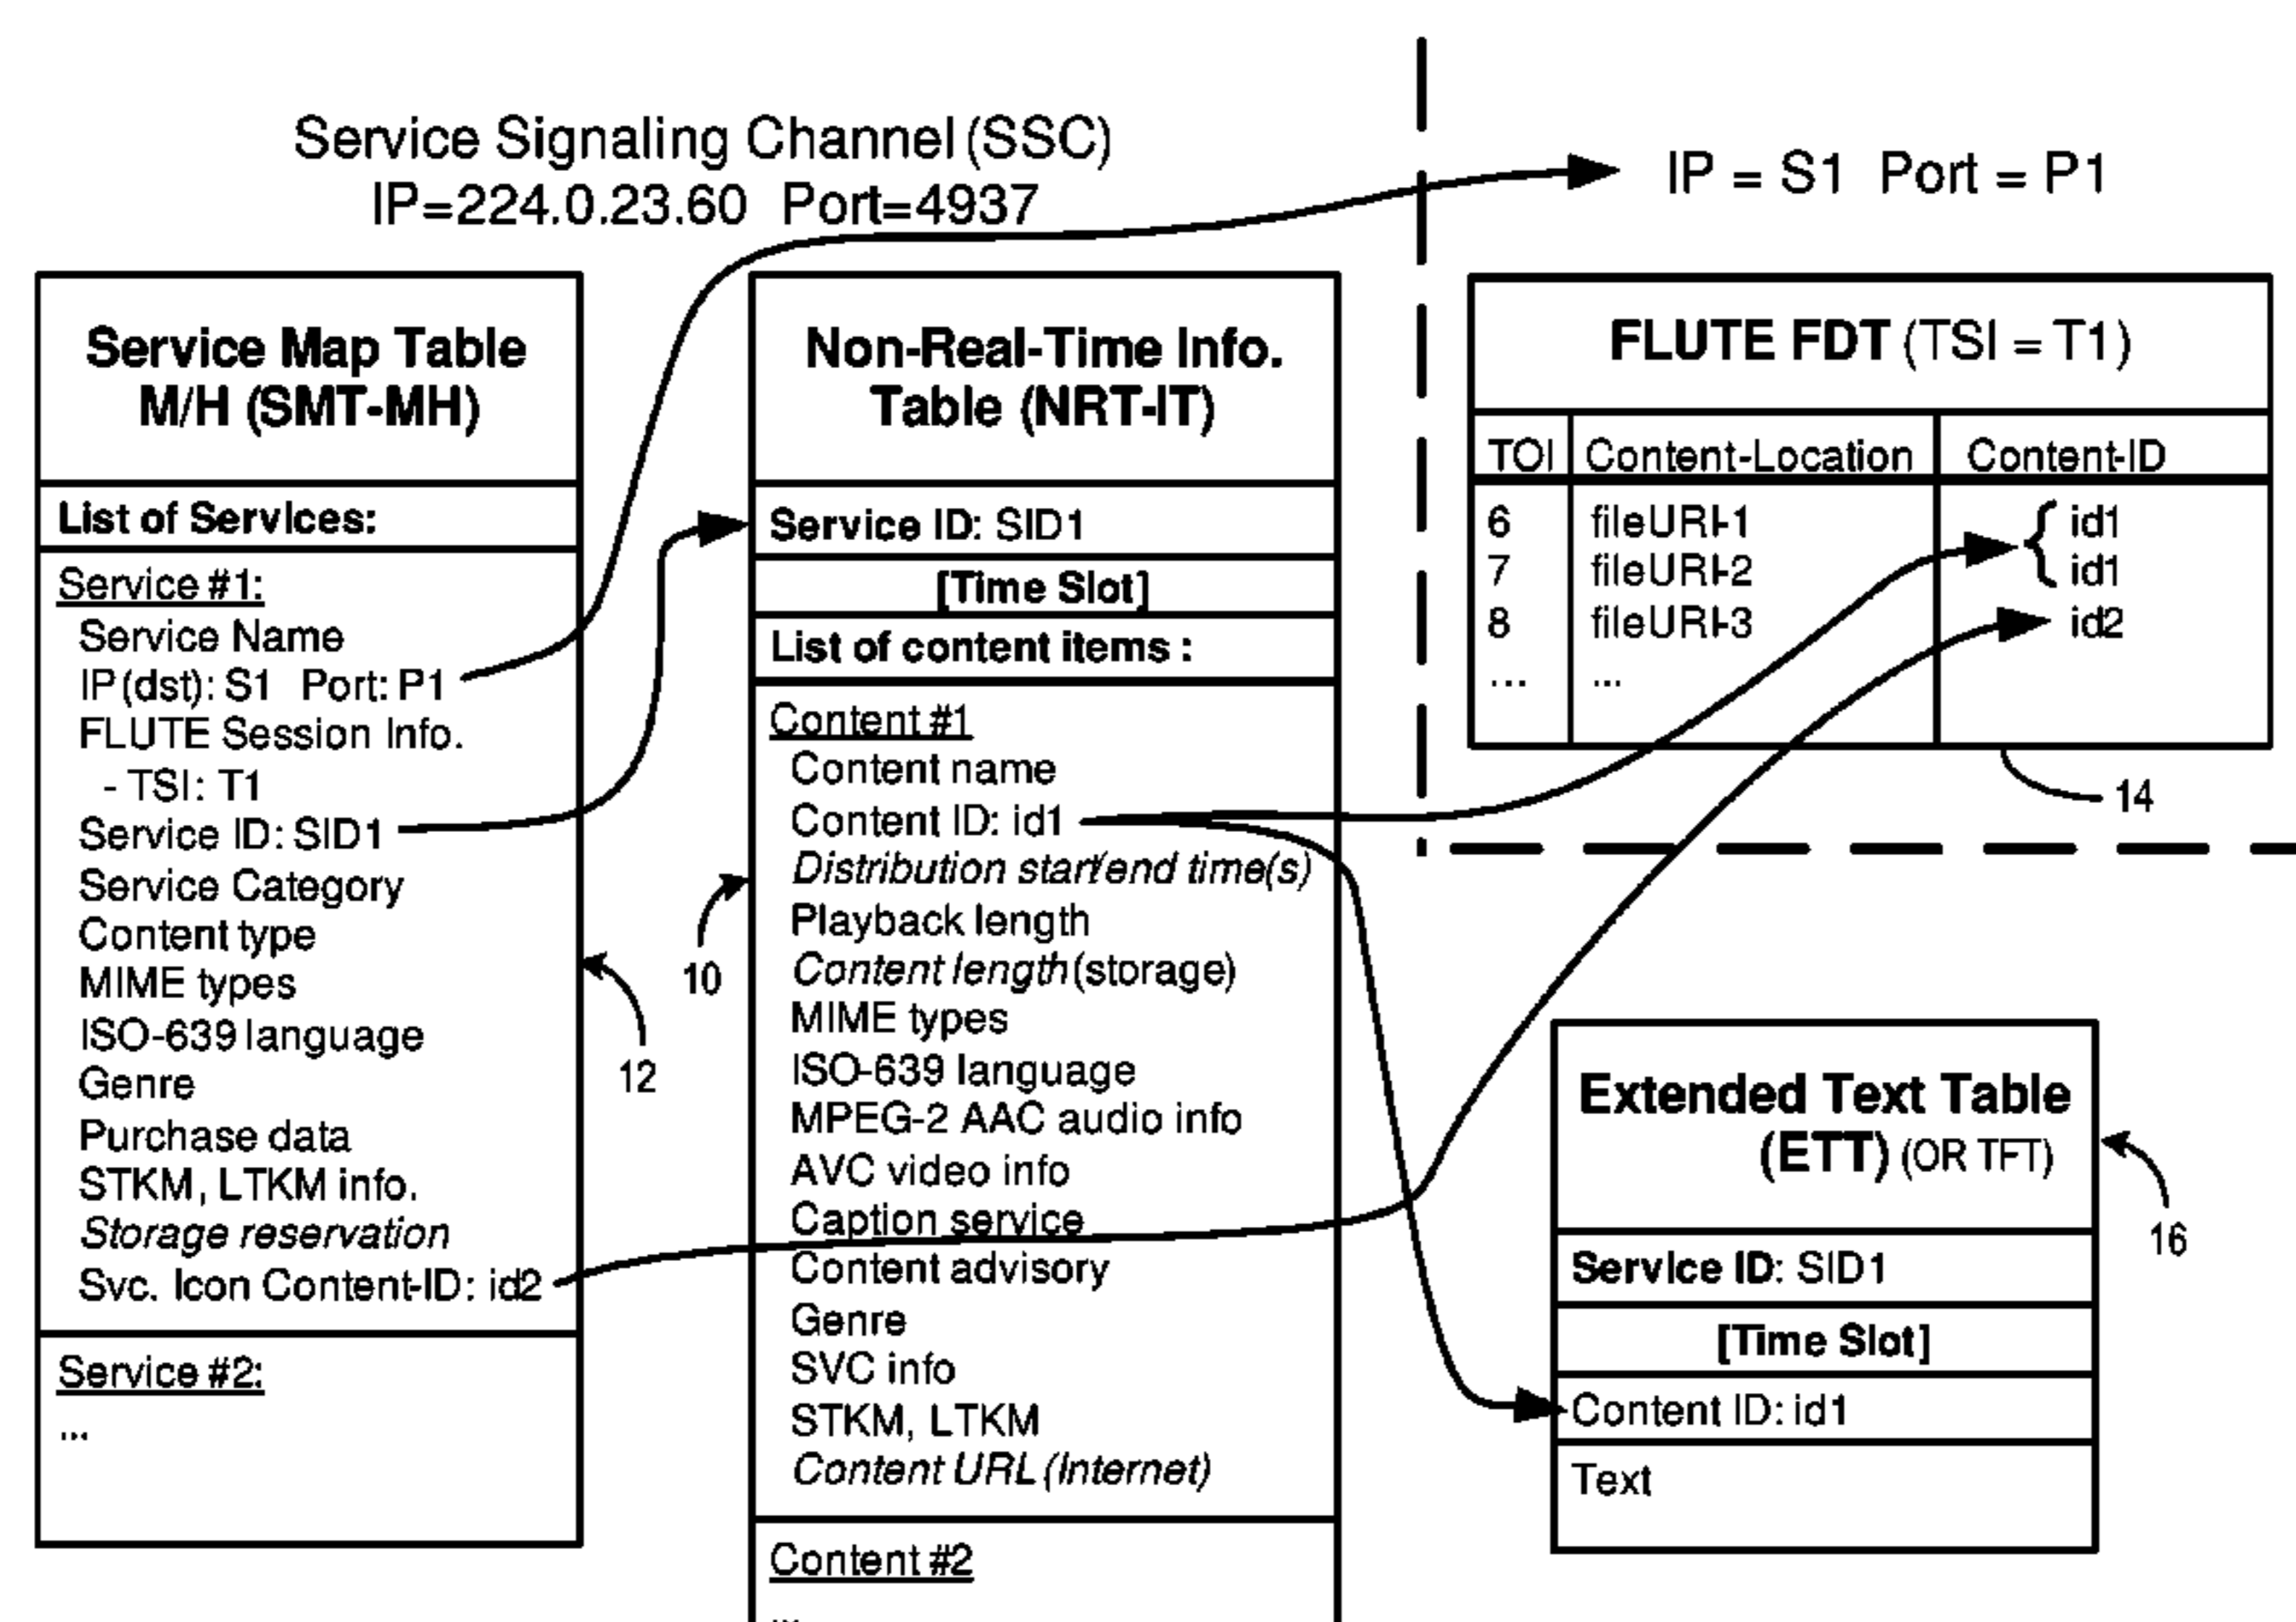 Service Signaling Channel (SSC)
IP=224.0.23.60 Port=4937
IP = S1 Port = P1
Service Map Table
M/H (SMT-MH)
List of Services:
Service #1:
Service Name
IP(dst): S1 Port: P1
FLUTE Session Info.
- TSI: T1
Service ID: SID1
Service Category
Content type
MIME types
ISO-639 language
Genre
Purchase data
STKM, LTKM info.
Storage reservation
Svc. Icon Content-ID: id2
Service #2:
...
12
Non-Real-Time Info.
Table (NRT-IT)
Service ID: SID1
[Time Slot]
List of content items :
Content #1
Content name
Content ID: id1
Distribution start/end time(s)
Playback length
Content length (storage)
MIME types
ISO-639 language
MPEG-2 AAC audio info
AVC video info
Caption service
Content advisory
Genre
SVC info
STKM, LTKM
Content URL (Internet)
Content #2
...
10
FLUTE FDT (TSI = T1)
TOI Content-Location Content-ID
6 fileURI-1 id1
7 fileURI-2 id1
8 fileURI-3 id2
... ...
14
Extended Text Table
(ETT) (OR TFT)
Service ID: SID1
[Time Slot]
Content ID: id1
Text
16